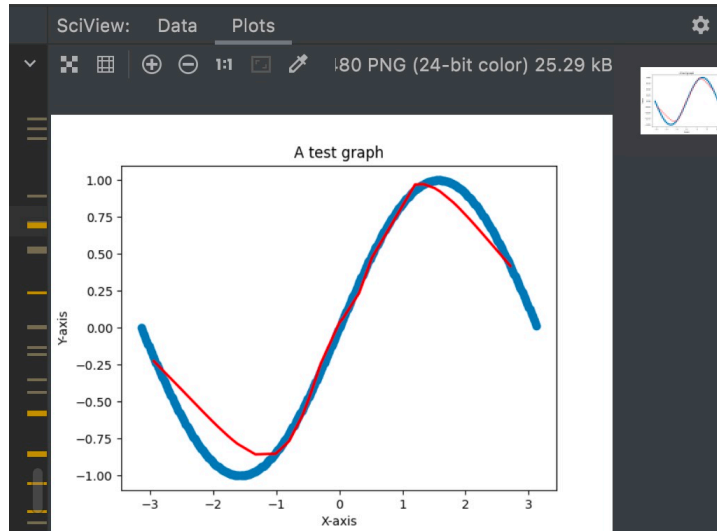 SciView: Data Plots
1:1 480 PNG (24-bit color) 25.29 kB
A test graph
1.00
0.75
0.50
0.25
0.00
−0.25
−0.50
−0.75
−1.00
Y-axis
−3 −2 −1 0 1 2 3
X-axis